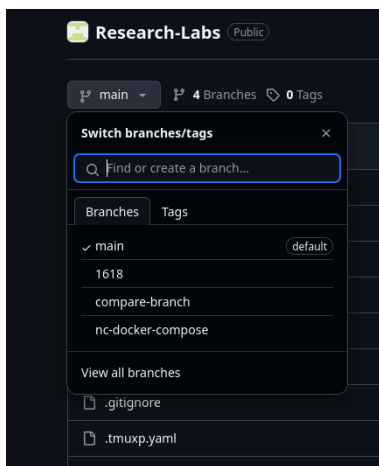 Research-Labs Public
main 4 Branches 0 Tags
Switch branches/tags
Find or create a branch...
Branches Tags
main default
1618
compare-branch
nc-docker-compose
View all branches
.gitignore
.tmuxp.yaml